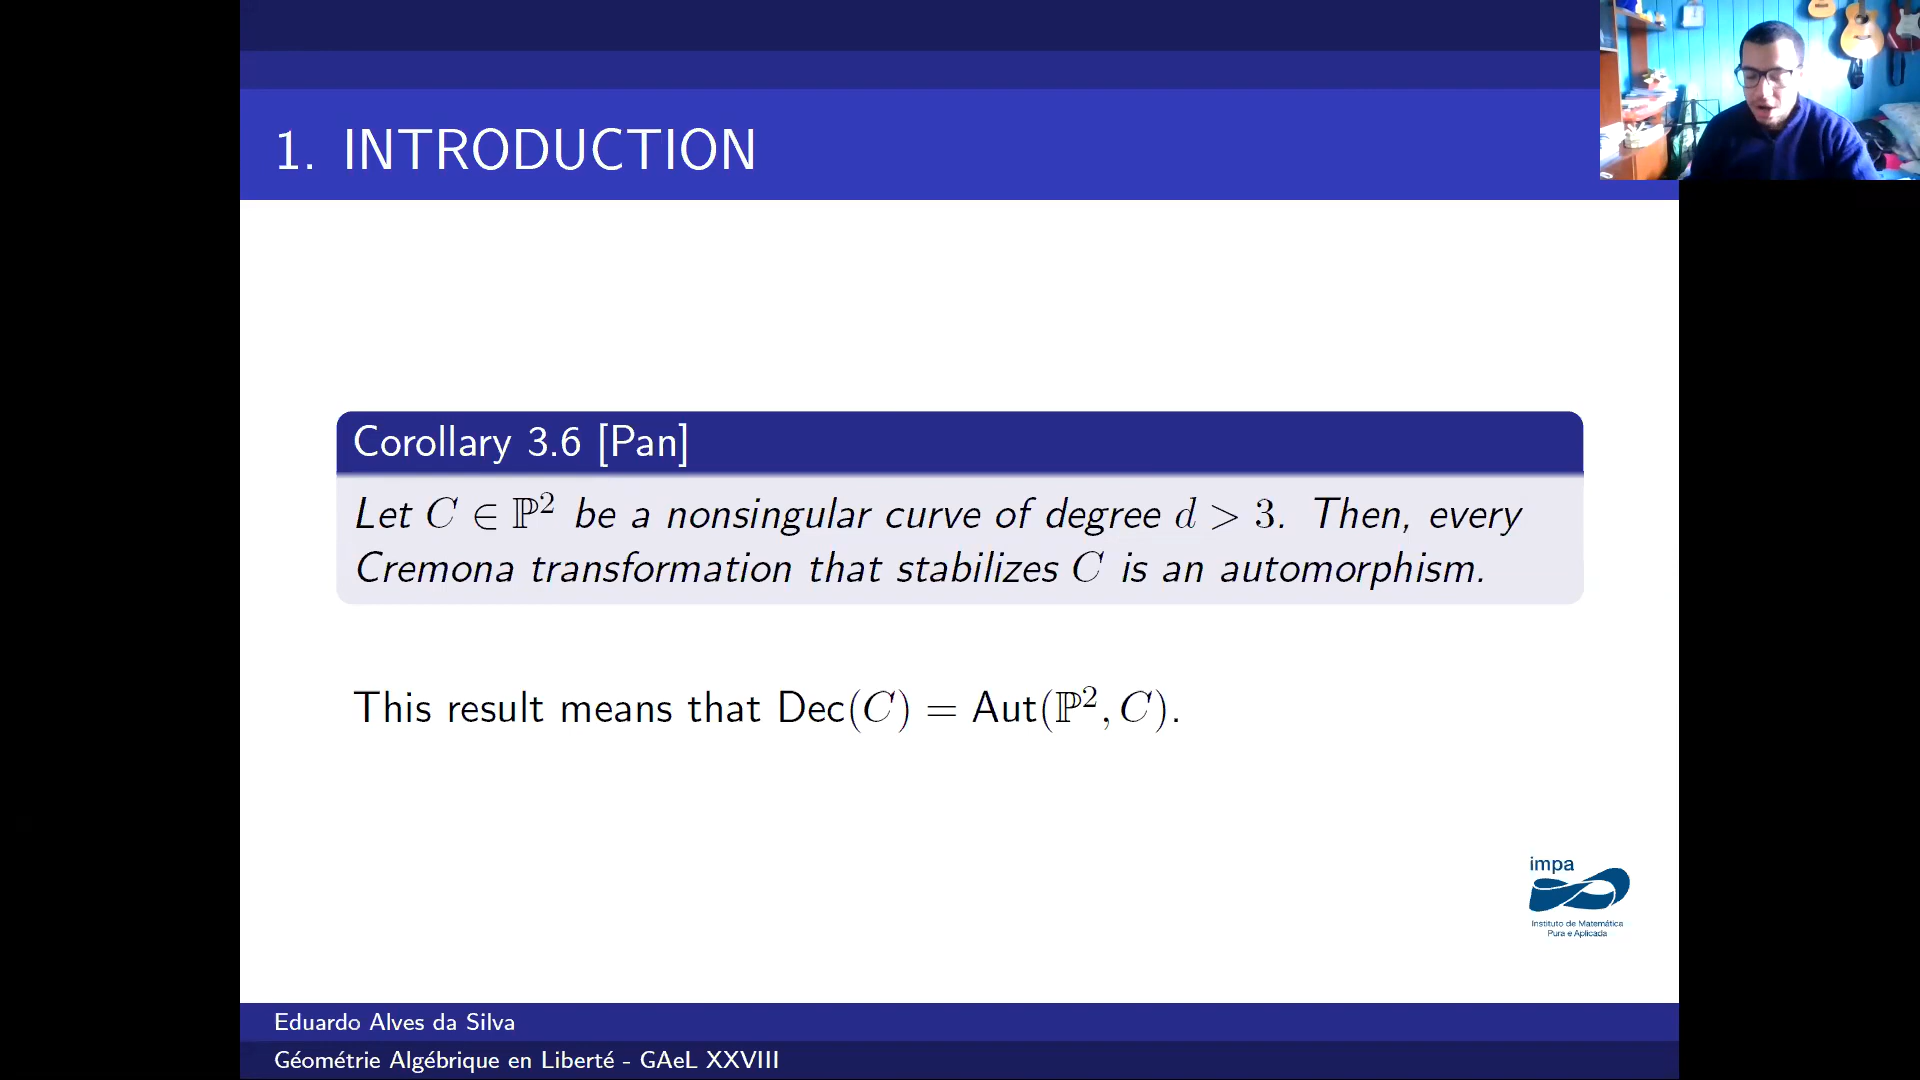 1. INTRODUCTION
Corollary 3.6 [Pan]
Let C ∈ ℙ² be a nonsingular curve of degree d > 3. Then, every
Cremona transformation that stabilizes C is an automorphism.
This result means that Dec(C) = Aut(ℙ², C).
impa
Instituto de Matemática
Pura e Aplicada
Eduardo Alves da Silva
Géométrie Algébrique en Liberté - GAeL XXVIII